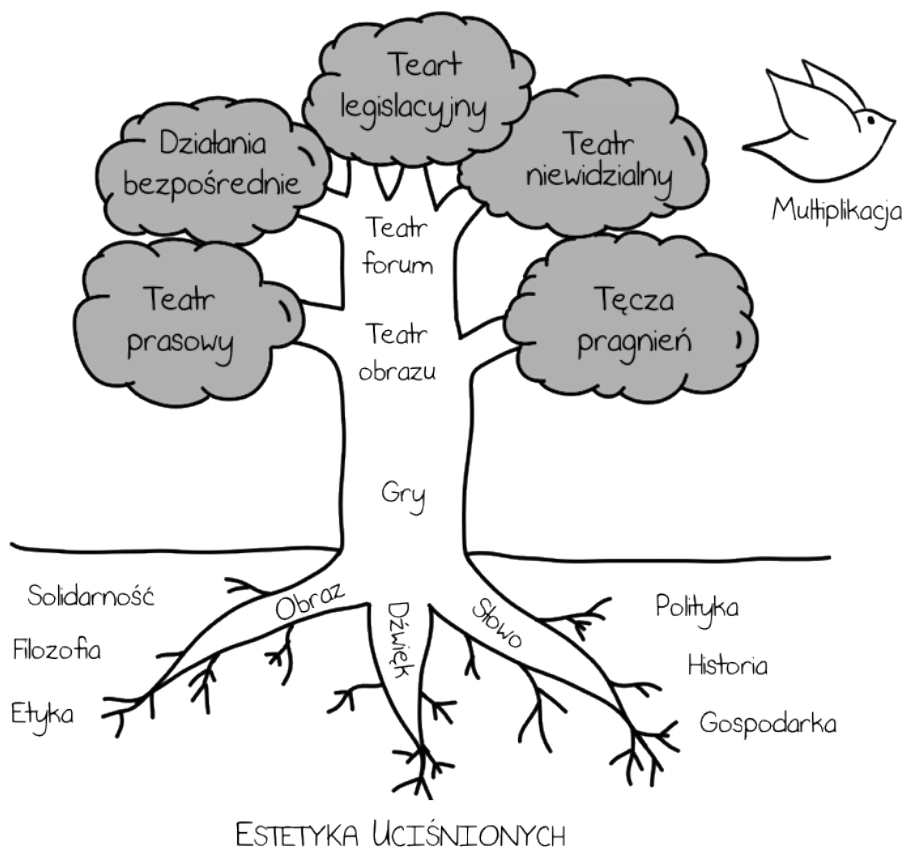 Teart
legislacyjny
Działania
bezpośrednie
Teatr
niewidzialny
Multiplikacja
Teatr
forum
Teatr
prasowy
Tęcza
pragnień
Teatr
obrazu
Gry
Solidarność
Obraz
Dźwięk
Słowo
Polityka
Filozofia
Historia
Etyka
Gospodarka
ESTETYKA UCIŚNIONYCH